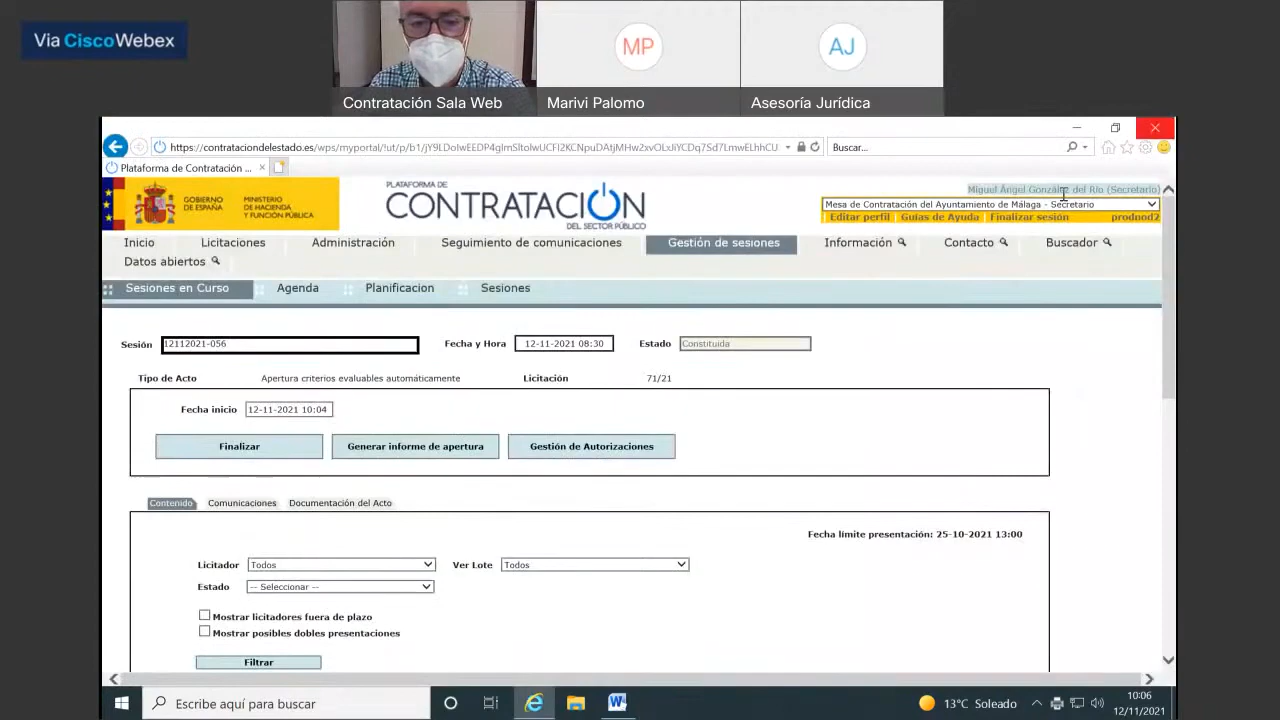 Via CiscoWebex
MP
AJ
Contratación Sala Web
Marivi Palomo
Asesoría Jurídica
https://contrataciondelestado.es/wps/myportal/!ut/p/b1/
Buscar...
Plataforma de Contratación ...
GOBIERNO DE ESPAÑA
MINISTERIO DE HACIENDA Y FUNCIÓN PÚBLICA
PLATAFORMA DE
CONTRATACIÓN
DEL SECTOR PÚBLICO
Miguel Ángel González del Río (Secretario)
Mesa de Contratación del Ayuntamiento de Málaga - Secretario
Editar perfil Guías de Ayuda Finalizar sesión prodnod2
Inicio Licitaciones Administración Seguimiento de comunicaciones Gestión de sesiones Información Contacto Buscador
Datos abiertos
Sesiones en Curso Agenda Planificacion Sesiones
Sesión 12112021-056 Fecha y Hora 12-11-2021 08:30 Estado Constituida
Tipo de Acto Apertura criterios evaluables automáticamente Licitación 71/21
Fecha inicio 12-11-2021 10:04
Finalizar Generar informe de apertura Gestión de Autorizaciones
Contenido Comunicaciones Documentación del Acto
Fecha límite presentación: 25-10-2021 13:00
Licitador Todos Ver Lote Todos
Estado -- Seleccionar --
Mostrar licitadores fuera de plazo
Mostrar posibles dobles presentaciones
Filtrar
Escribe aquí para buscar
13°C Soleado
10:06
12/11/2021